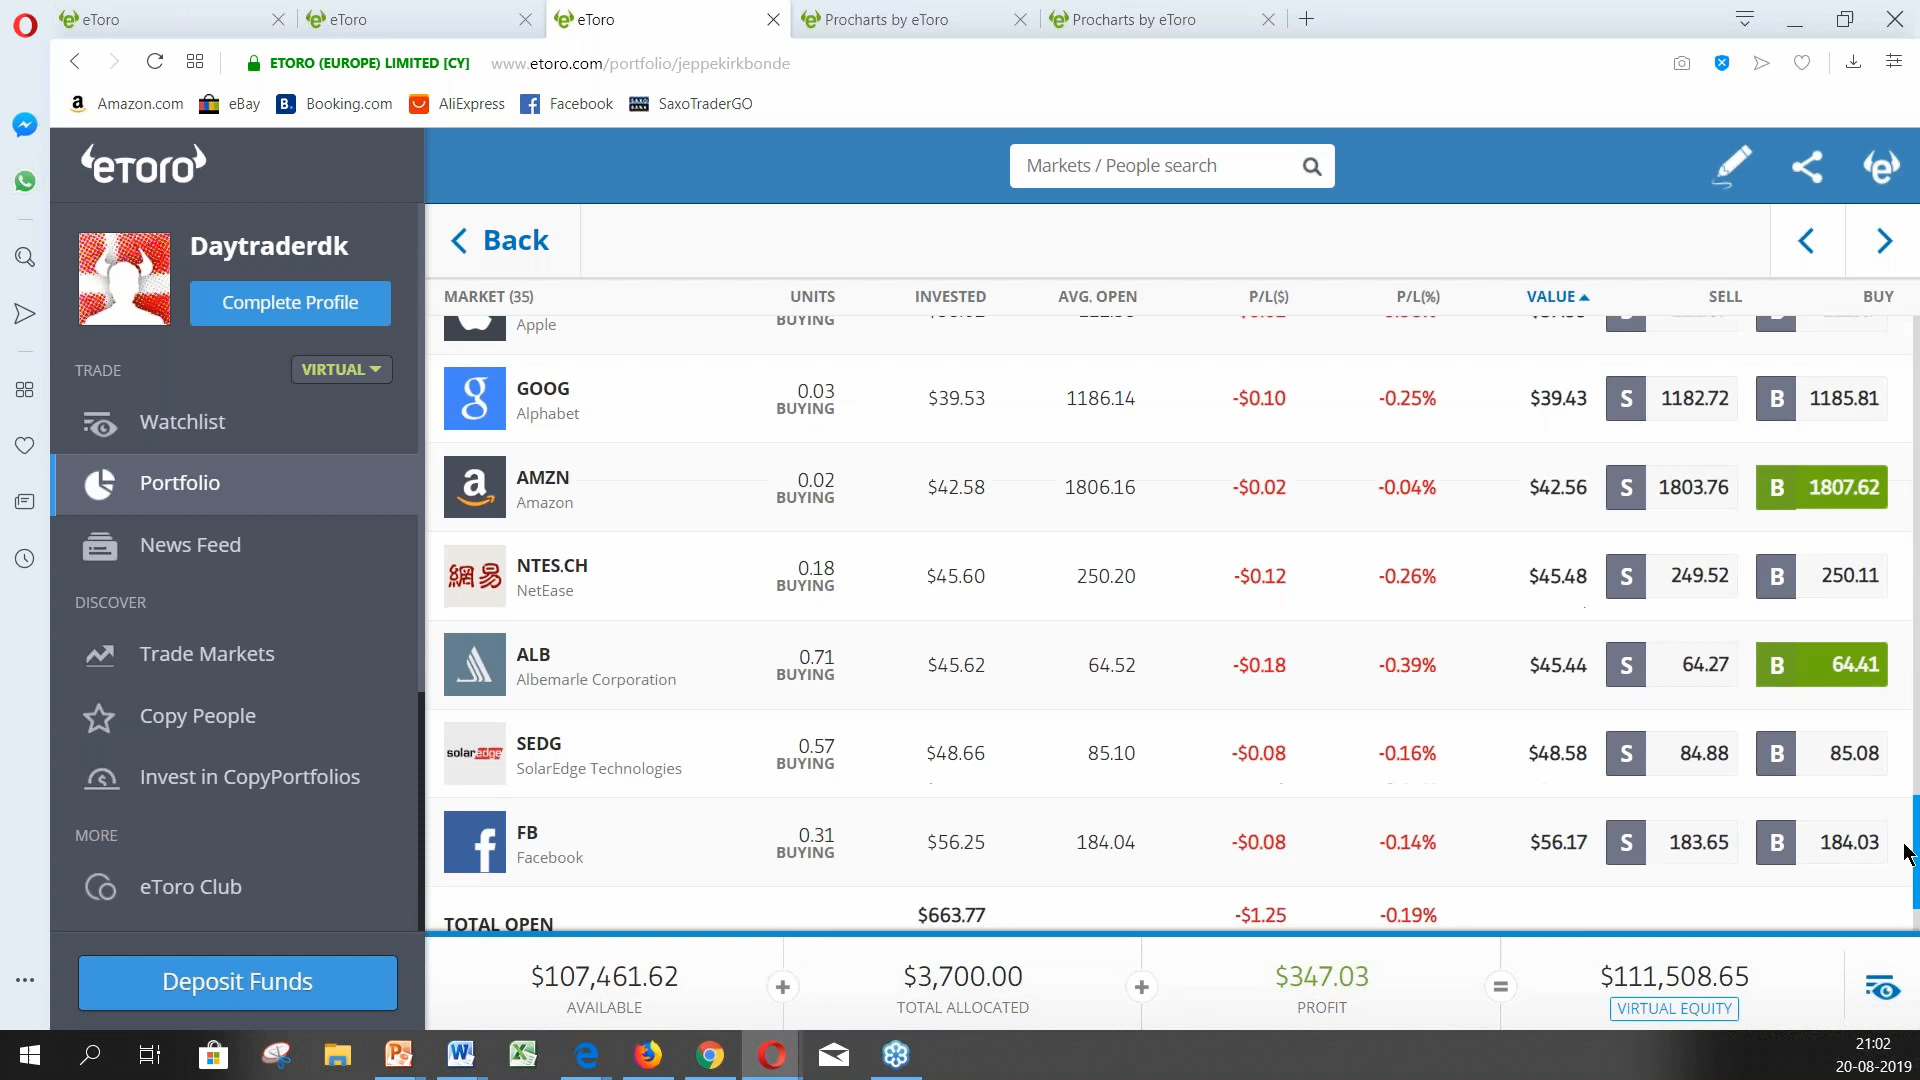 eToro
eToro
eToro
Procharts by eToro
Procharts by eToro
ETORO (EUROPE) LIMITED [CY]
www.etoro.com/portfolio/jeppekirkbonde
Amazon.com
eBay
Booking.com
AliExpress
Facebook
SaxoTraderGO
eToro
Markets / People search
Daytraderdk
Complete Profile
TRADE
VIRTUAL
Watchlist
Portfolio
News Feed
DISCOVER
Trade Markets
Copy People
Invest in CopyPortfolios
MORE
eToro Club
Deposit Funds
Back
MARKET (35) UNITS INVESTED AVG. OPEN P/L($) P/L(%) VALUE SELL BUY
Apple BUYING
GOOG 0.03 $39.53 1186.14 -$0.10 -0.25% $39.43 S 1182.72 B 1185.81
Alphabet BUYING
AMZN 0.02 $42.58 1806.16 -$0.02 -0.04% $42.56 S 1803.76 B 1807.62
Amazon BUYING
網易 NTES.CH 0.18 $45.60 250.20 -$0.12 -0.26% $45.48 S 249.52 B 250.11
NetEase BUYING
ALB 0.71 $45.62 64.52 -$0.18 -0.39% $45.44 S 64.27 B 64.41
Albemarle Corporation BUYING
solaredge SEDG 0.57 $48.66 85.10 -$0.08 -0.16% $48.58 S 84.88 B 85.08
SolarEdge Technologies BUYING
FB 0.31 $56.25 184.04 -$0.08 -0.14% $56.17 S 183.65 B 184.03
Facebook BUYING
TOTAL OPEN $663.77 -$1.25 -0.19%
$107,461.62 + $3,700.00 + $347.03 = $111,508.65
AVAILABLE TOTAL ALLOCATED PROFIT VIRTUAL EQUITY
21:02
20-08-2019